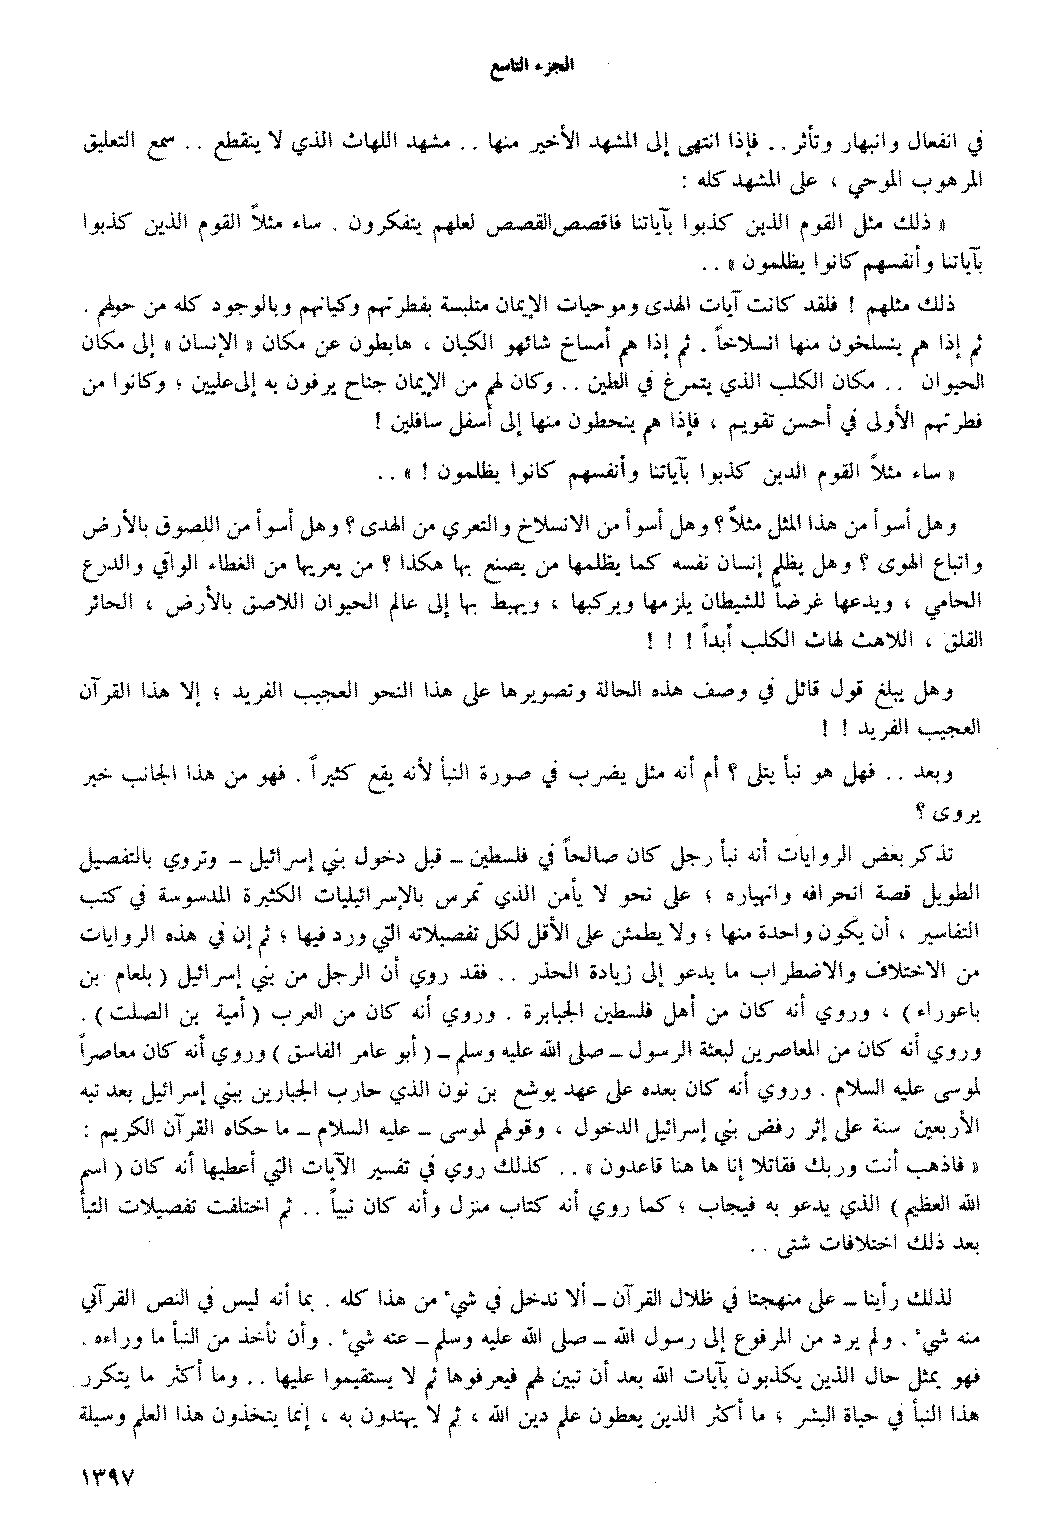 الجزء التاسع
في انفعال وانبهار وتأثر .. فإذا انتهى إلى المشهد الأخير منها .. مشهد اللهاث الذي لا ينقطع .. سمع التعليق
المرهوب الموحي ، على المشهد كله :
« ذلك مثل القوم الذين كذبوا بآياتنا فاقصص القصص لعلهم يتفكرون . ساء مثلاً القوم الذين كذبوا
بآياتنا وأنفسهم كانوا يظلمون » ..
ذلك مثلهم ! فلقد كانت آيات الهدى وموحيات الإيمان متلبسة بفطرتهم وكيانهم وبالوجود كله من حولهم .
ثم إذا هم ينسلخون منها انسلاخاً . ثم إذا هم أمساخ شائهو الكيان ، هابطون عن مكان « الإنسان » إلى مكان
الحيوان .. مكان الكلب الذي يتمرغ في الطين .. وكان لهم من الإيمان جناح يرفون به إلى عليين ؛ وكانوا من
فطرتهم الأولى في أحسن تقويم ، فإذا هم ينحطون منها إلى أسفل سافلين !
« ساء مثلاً القوم الذين كذبوا بآياتنا وأنفسهم كانوا يظلمون ! » ..
وهل أسوأ من هذا المثل مثلاً ؟ وهل أسوأ من الانسلاخ والتعري من الهدى ؟ وهل أسوأ من اللصوق بالأرض
واتباع الهوى ؟ وهل يظلم إنسان نفسه كما يظلمها من يصنع بها هكذا ؟ من يعريها من الغطاء الواقي والدرع
الحامي ، ويدعها غرضاً للشيطان يلزمها ويركبها ، ويهبط بها إلى عالم الحيوان اللاصق بالأرض ، الحائر
القلق ، اللاهث لهاث الكلب أبداً ! ! !
وهل يبلغ قول قائل في وصف هذه الحالة وتصويرها على هذا النحو العجيب الفريد ؛ إلا هذا القرآن
العجيب الفريد ! !
وبعد .. فهل هو نبأ يتلى ؟ أم أنه مثل يضرب في صورة النبأ لأنه يقع كثيراً . فهو من هذا الجانب خبر
يروى ؟
تذكر بعض الروايات أنه نبأ رجل كان صالحاً في فلسطين – قبل دخول بني إسرائيل – وتروي بالتفصيل
الطويل قصة انحرافه وانهياره ؛ على نحو لا يأمن الذي تمرس بالإسرائيليات الكثيرة المدسوسة في كتب
التفاسير ، أن يكون واحدة منها ؛ ولا يطمئن على الأقل لكل تفصيلاته التي ورد فيها ؛ ثم إن في هذه الروايات
من الاختلاف والاضطراب ما يدعو إلى زيادة الحذر .. فقد روي أن الرجل من بني إسرائيل ( بلعام بن
باعوراء ) ، وروي أنه كان من أهل فلسطين الجبابرة . وروي أنه كان من العرب ( أمية بن الصلت ) .
وروي أنه كان من المعاصرين لبعثة الرسول – صلى الله عليه وسلم – ( أبو عامر الفاسق ) وروي أنه كان معاصراً
لموسى عليه السلام . وروي أنه كان بعده على عهد يوشع بن نون الذي حارب الجبارين ببني إسرائيل بعد تيه
الأربعين سنة على إثر رفض بني إسرائيل الدخول ، وقولهم لموسى – عليه السلام – ما حكاه القرآن الكريم :
« فاذهب أنت وربك فقاتلا إنا ها هنا قاعدون » .. كذلك روي في تفسير الآيات التي أعطيها أنه كان ( اسم
الله العظيم ) الذي يدعو به فيجاب ؛ كما روي أنه كتاب منزل وأنه كان نبياً .. ثم اختلفت تفصيلات النبأ
بعد ذلك اختلافات شتى ..
لذلك رأينا – على منهجنا في ظلال القرآن – ألا ندخل في شيء من هذا كله . بما أنه ليس في النص القرآني
منه شيء . ولم يرد من المرفوع إلى رسول الله – صلى الله عليه وسلم – عنه شيء . وأن نأخذ من النبأ ما وراءه .
فهو يمثل حال الذين يكذبون بآيات الله بعد أن تبين لهم فيعرفوها ثم لا يستقيموا عليها .. وما أكثر ما يتكرر
هذا النبأ في حياة البشر ؛ ما أكثر الذين يعطون علم دين الله ، ثم لا يهتدون به ، إنما يتخذون هذا العلم وسيلة
١٣٩٧